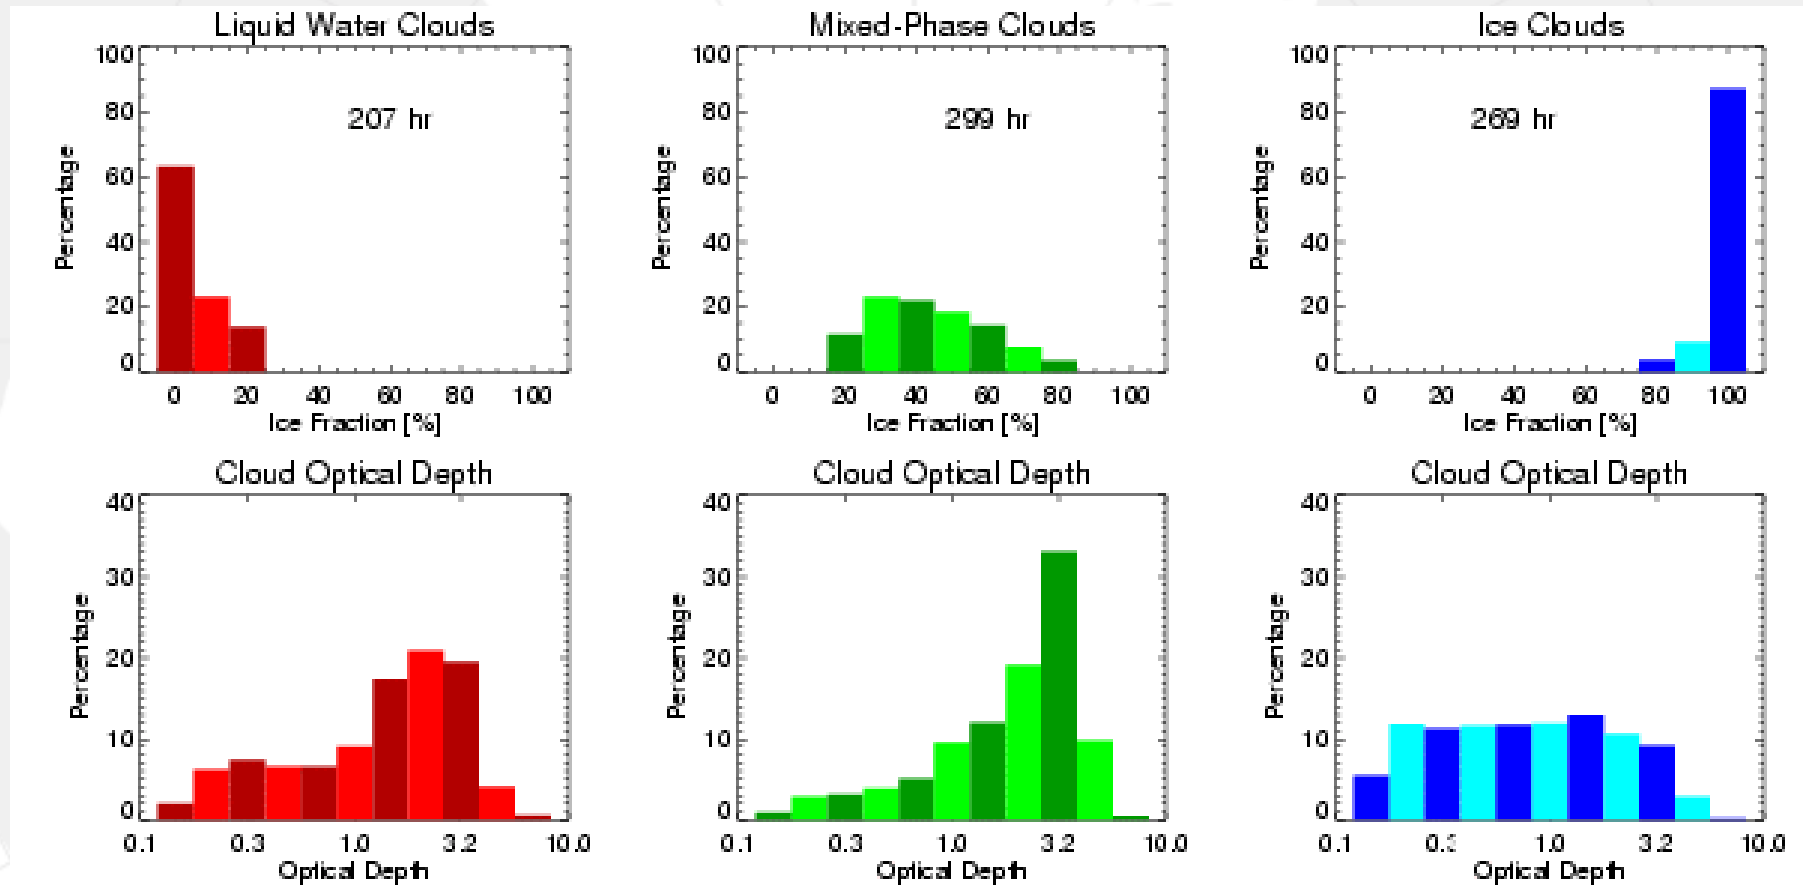 Liquid Water Clouds
100
80
60
40
20
0
Percentage
207 hr
0 20 40 60 80 100
Ice Fraction [%]
Mixed-Phase Clouds
100
80
60
40
20
0
Percentage
299 hr
0 20 40 60 80 100
Ice Fraction [%]
Ice Clouds
100
80
60
40
20
0
Percentage
269 hr
0 20 40 60 80 100
Ice Fraction [%]
Cloud Optical Depth
40
30
20
10
0
Percentage
0.1 0.3 1.0 3.2 10.0
Optical Depth
Cloud Optical Depth
40
30
20
10
0
Percentage
0.1 0.3 1.0 3.2 10.0
Optical Depth
Cloud Optical Depth
40
30
20
10
0
Percentage
0.1 0.3 1.0 3.2 10.0
Optical Depth